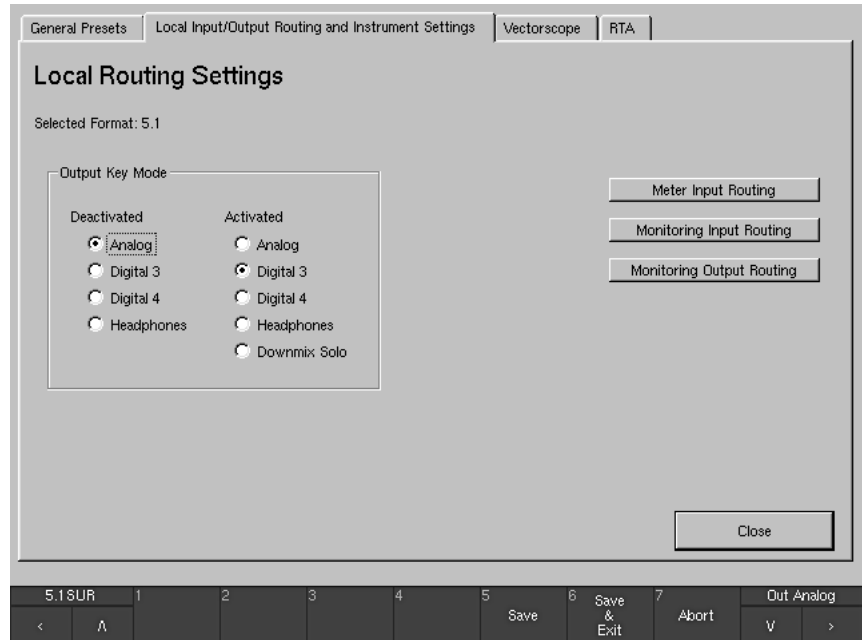 General Presets Local Input/Output Routing and Instrument Settings Vectorscope RTA
Local Routing Settings
Selected Format: 5.1
Output Key Mode
Deactivated Activated
Analog Analog
Digital 3 Digital 3
Digital 4 Digital 4
Headphones Headphones
Downmix Solo
Meter Input Routing
Monitoring Input Routing
Monitoring Output Routing
Close
5.1SUR 1 2 3 4 5 Save 6 Save & Exit 7 Abort Out Analog
< Λ V >